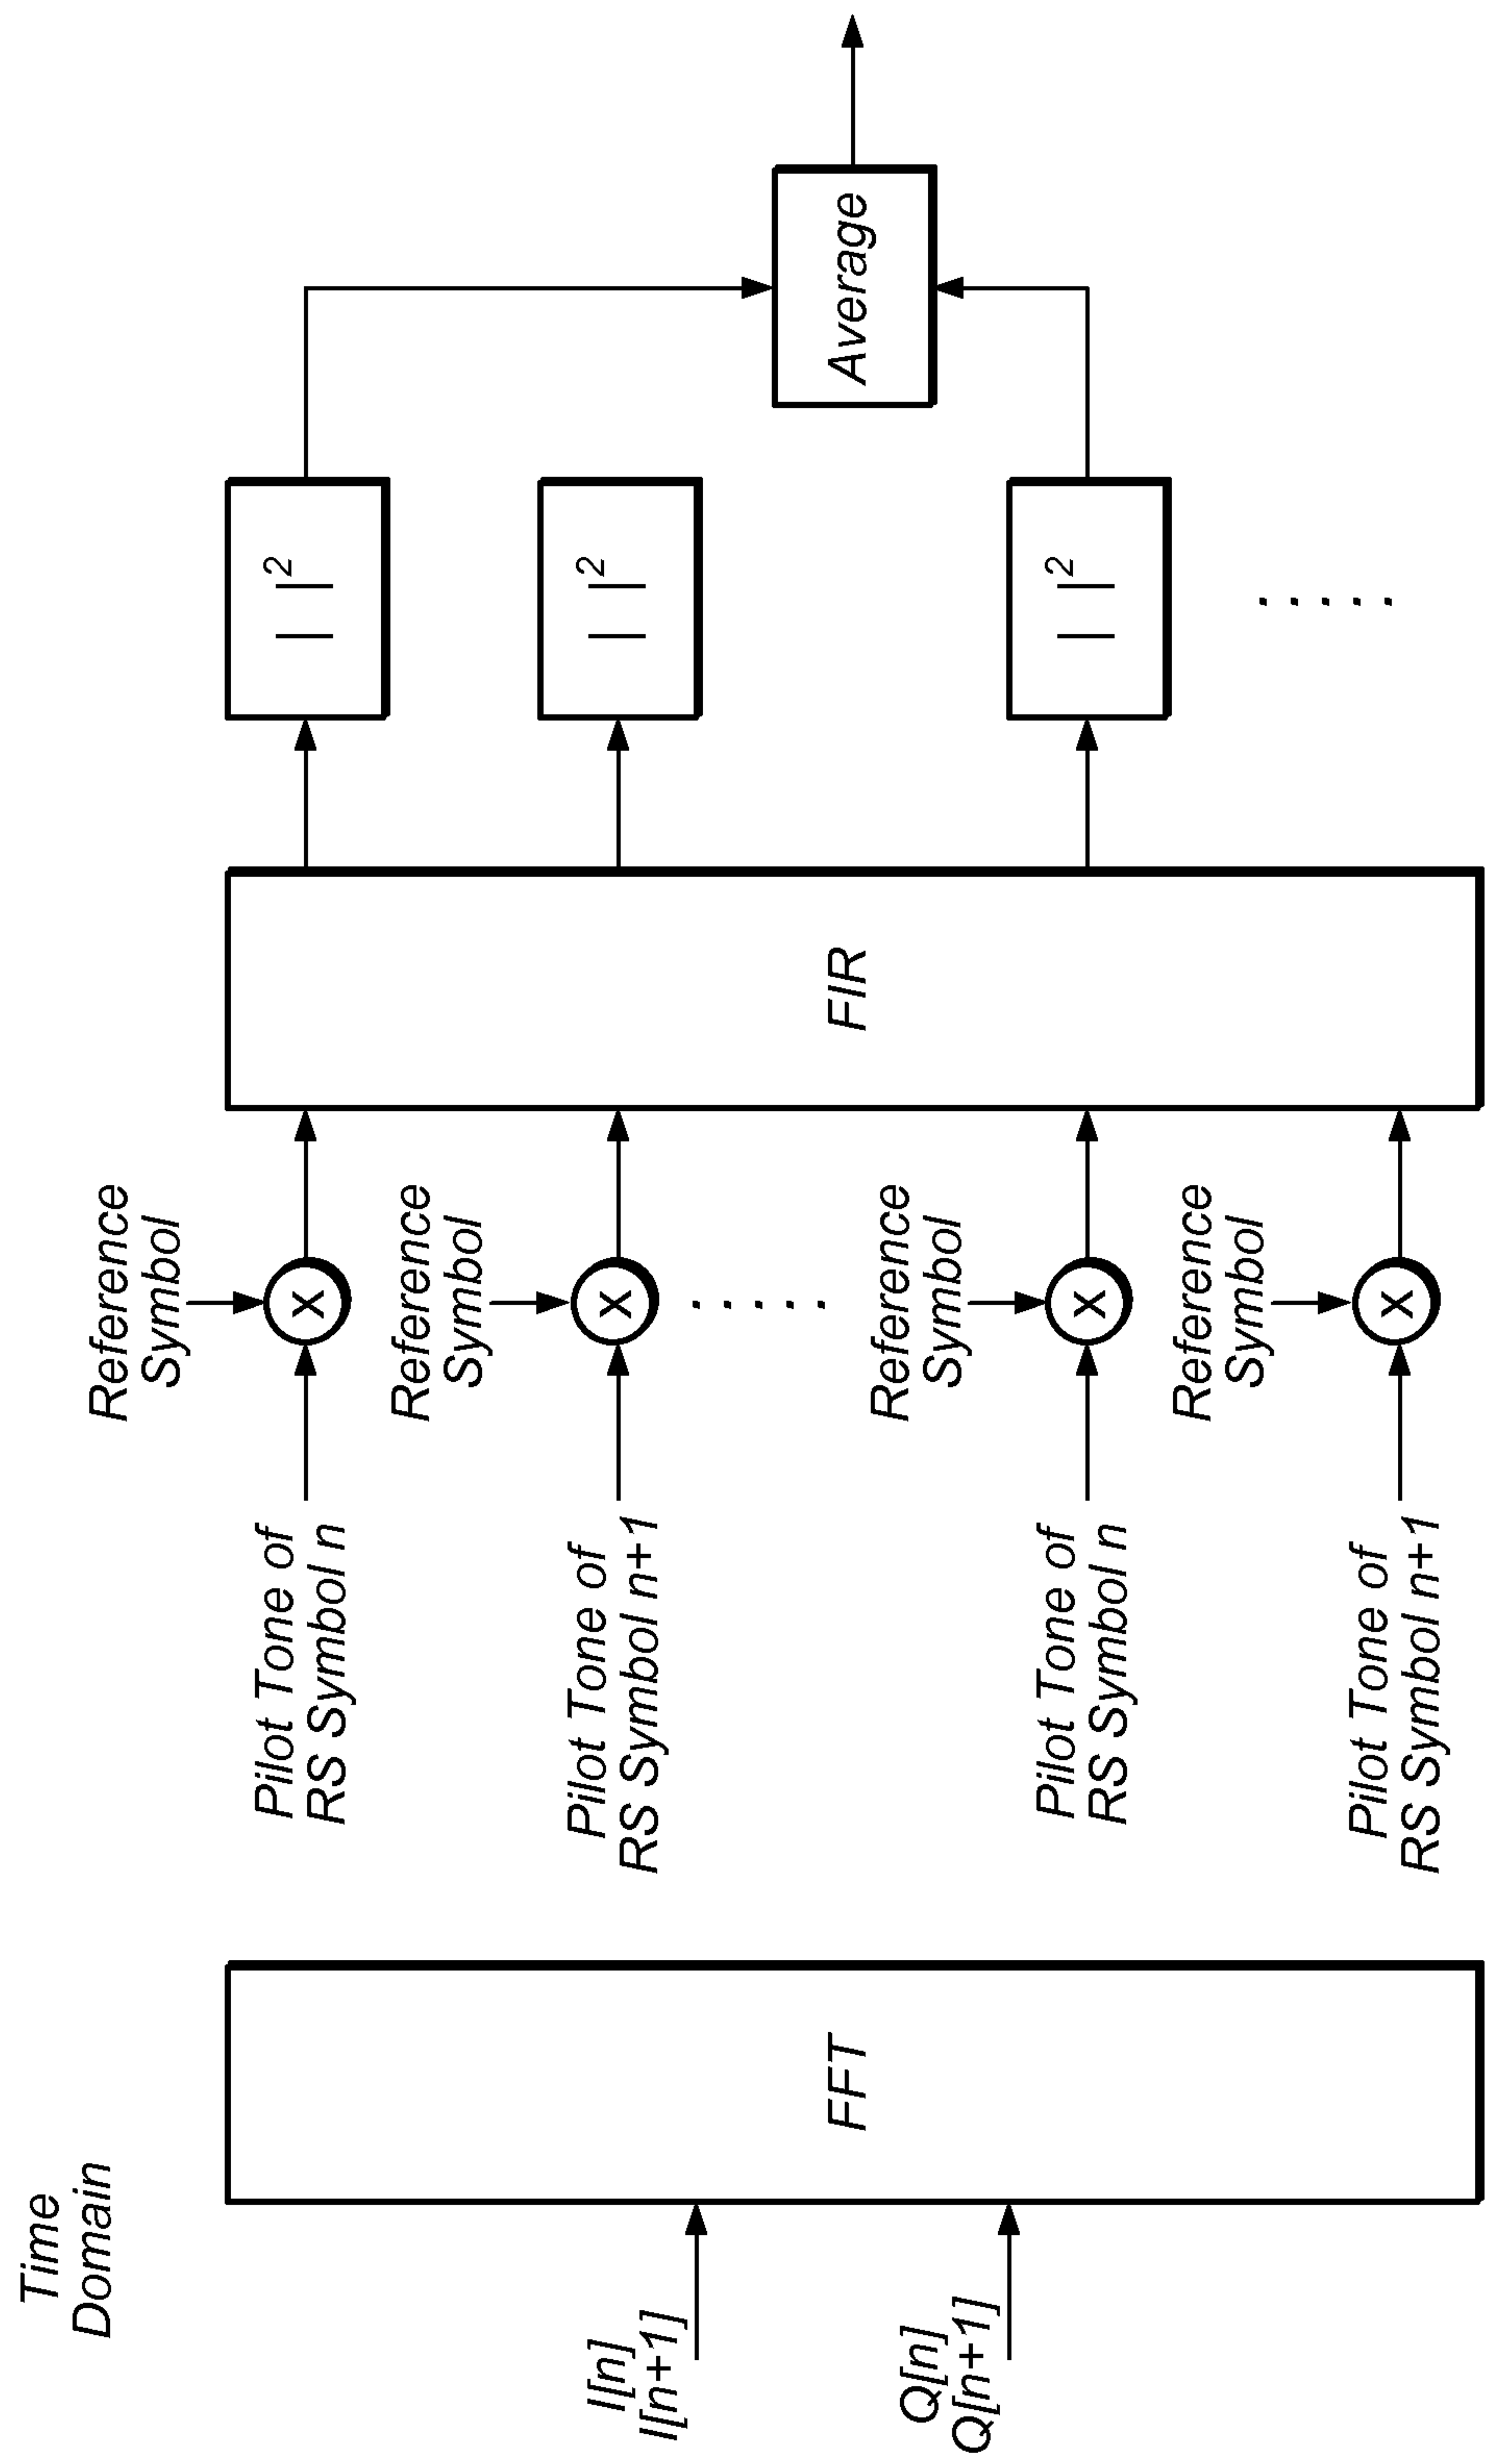 Time
Domain
I[n]
I[n+1]
Q[n]
Q[n+1]
FFT
Pilot Tone of
RS Symbol n
Pilot Tone of
RS Symbol n+1
Pilot Tone of
RS Symbol n
Pilot Tone of
RS Symbol n+1
Reference
Symbol
X
Reference
Symbol
X
.....
Reference
Symbol
X
Reference
Symbol
X
FIR
| |²
| |²
| |²
.....
Average